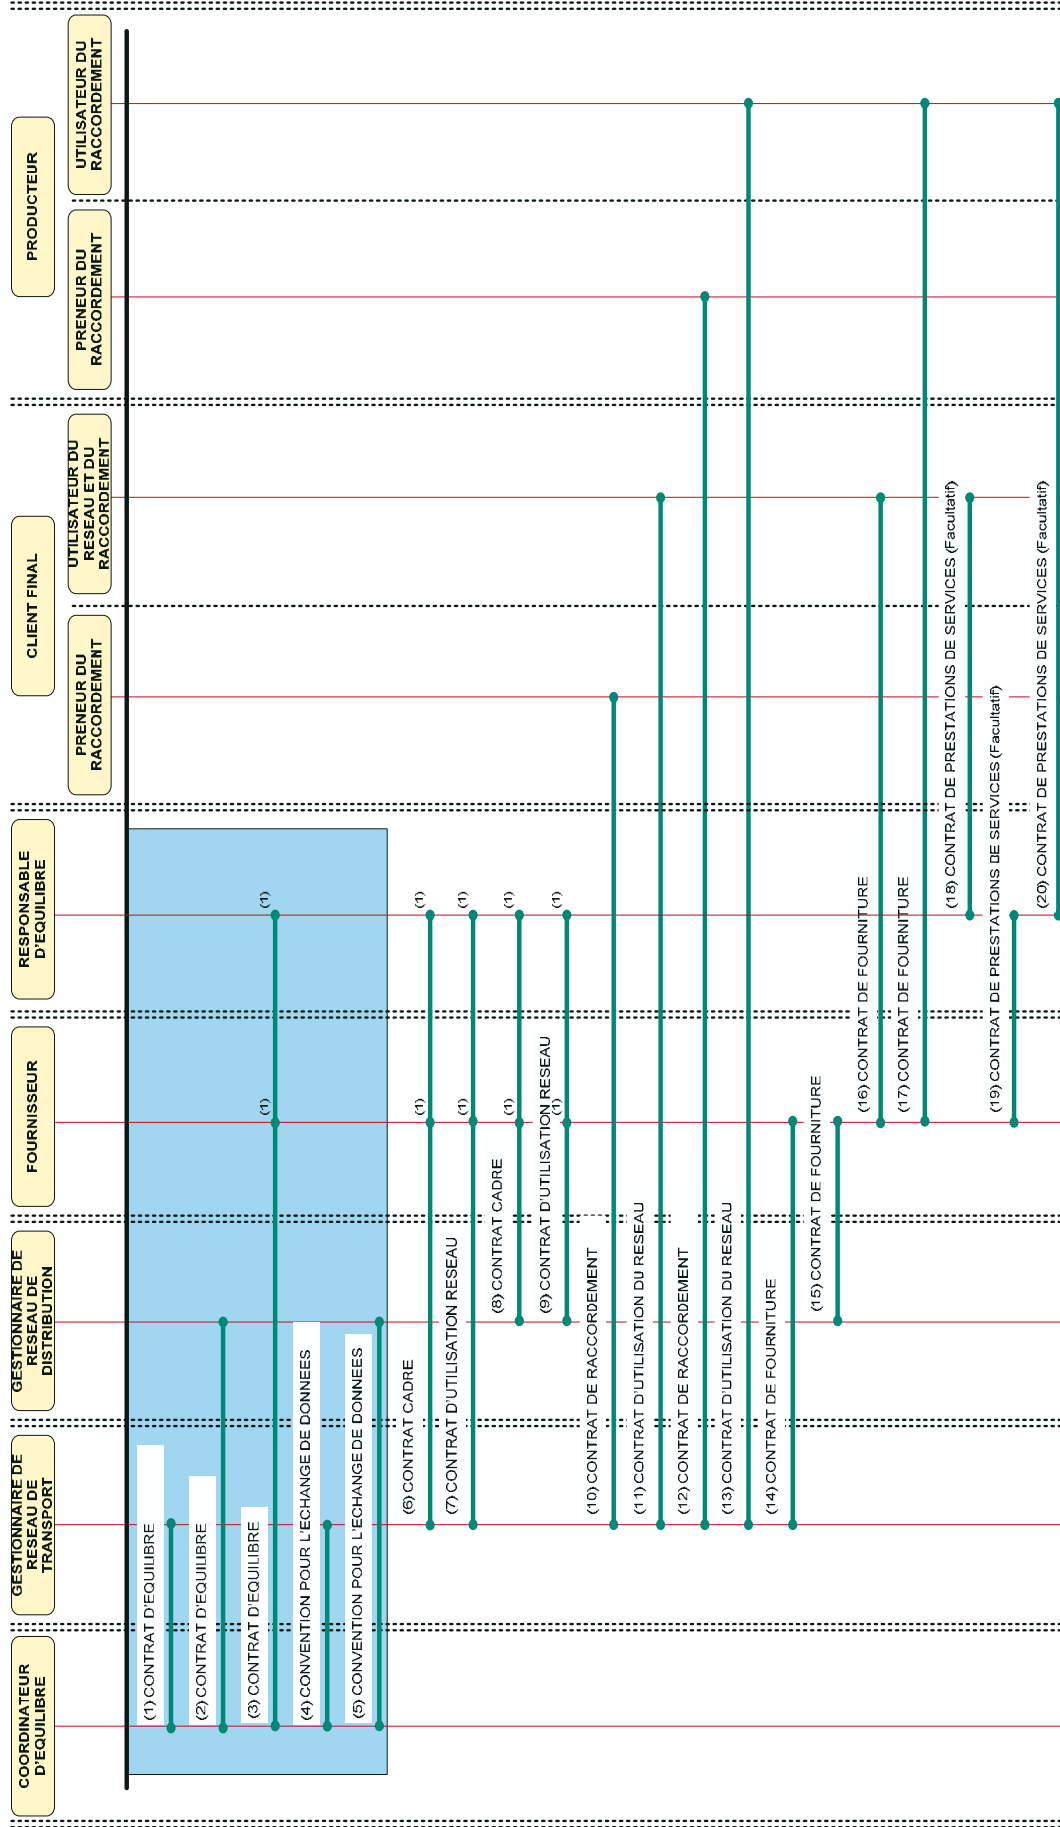 COORDINATEUR
D'EQUILIBRE
GESTIONNAIRE DE
RESEAU DE
TRANSPORT
GESTIONNAIRE DE
RESEAU DE
DISTRIBUTION
FOURNISSEUR
RESPONSABLE
D'EQUILIBRE
CLIENT FINAL
PRENEUR DU
RACCORDEMENT
UTILISATEUR DU
RESEAU ET DU
RACCORDEMENT
PRODUCTEUR
PRENEUR DU
RACCORDEMENT
UTILISATEUR DU
RACCORDEMENT
(1) CONTRAT D'EQUILIBRE
(2) CONTRAT D'EQUILIBRE
(3) CONTRAT D'EQUILIBRE
(1)
(1)
(4) CONVENTION POUR L'ECHANGE DE DONNEES
(5) CONVENTION POUR L'ECHANGE DE DONNEES
(6) CONTRAT CADRE
(1)
(1)
(7) CONTRAT D'UTILISATION RESEAU
(1)
(1)
(8) CONTRAT CADRE
(1)
(1)
(9) CONTRAT D'UTILISATION RESEAU
(1)
(1)
(10) CONTRAT DE RACCORDEMENT
(11) CONTRAT D'UTILISATION DU RESEAU
(12) CONTRAT DE RACCORDEMENT
(13) CONTRAT D'UTILISATION DU RESEAU
(14) CONTRAT DE FOURNITURE
(15) CONTRAT DE FOURNITURE
(16) CONTRAT DE FOURNITURE
(17) CONTRAT DE FOURNITURE
(18) CONTRAT DE PRESTATIONS DE SERVICES (Facultatif)
(19) CONTRAT DE PRESTATIONS DE SERVICES (Facultatif)
(20) CONTRAT DE PRESTATIONS DE SERVICES (Facultatif)